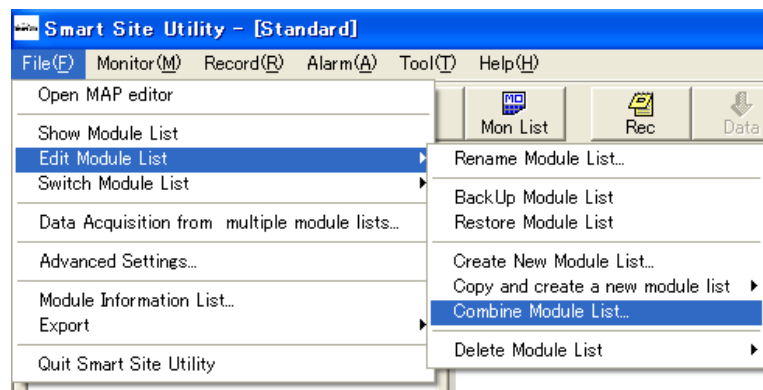 Smart Site Utility - [Standard]
File(F) Monitor(M) Record(R) Alarm(A) Tool(T) Help(H)
Open MAP editor
Show Module List
Edit Module List
Switch Module List
Data Acquisition from multiple module lists...
Advanced Settings...
Module Information List...
Export
Quit Smart Site Utility
MO
Mon List
Rec
Data
Rename Module List...
BackUp Module List
Restore Module List
Create New Module List...
Copy and create a new module list
Combine Module List...
Delete Module List